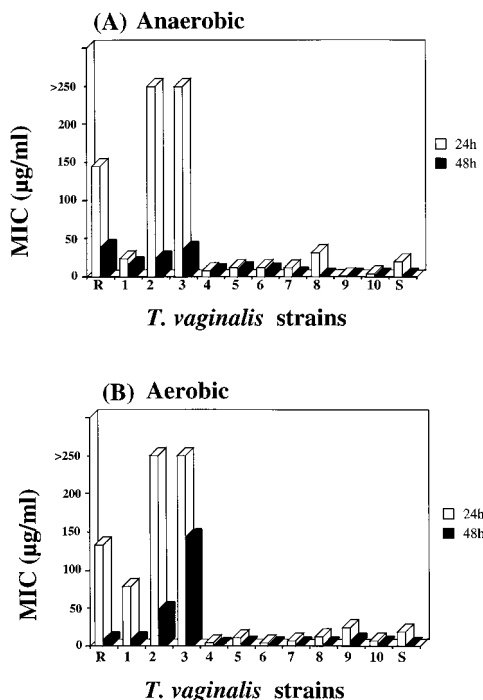 (A) Anaerobic
>250
200
150
100
50
0
MIC (µg/ml)
24h
48h
R 1 2 3 4 5 6 7 8 9 10 S
T. vaginalis strains
(B) Aerobic
>250
200
150
100
50
0
MIC (µg/ml)
24h
48h
R 1 2 3 4 5 6 7 8 9 10 S
T. vaginalis strains